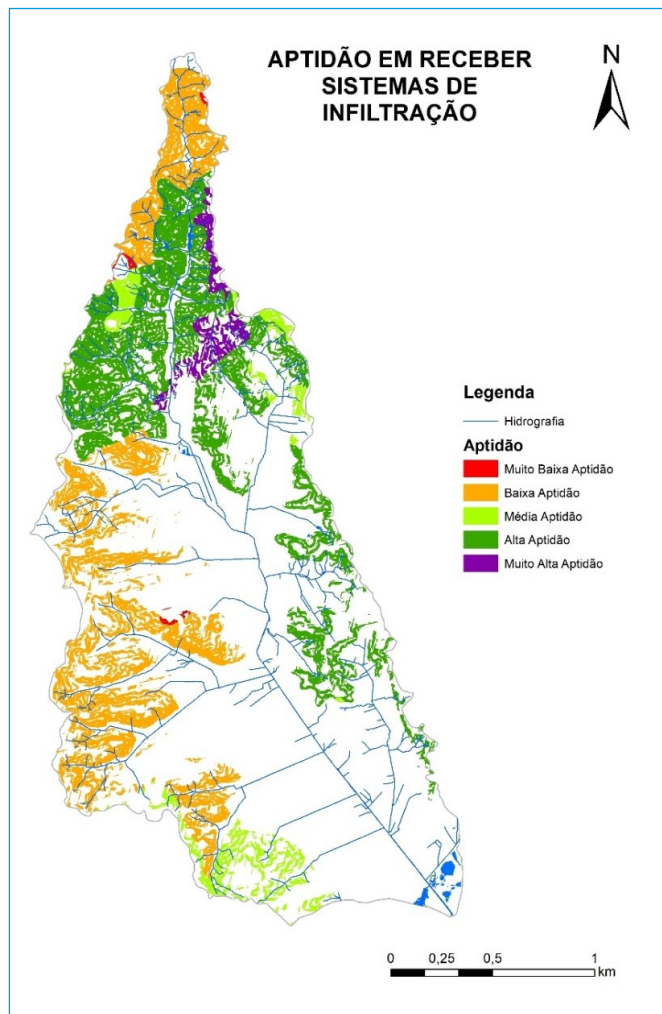 APTIDÃO EM RECEBER
SISTEMAS DE
INFILTRAÇÃO
N
Legenda
Hidrografia
Aptidão
Muito Baixa Aptidão
Baixa Aptidão
Média Aptidão
Alta Aptidão
Muito Alta Aptidão
0 0,25 0,5 1
km